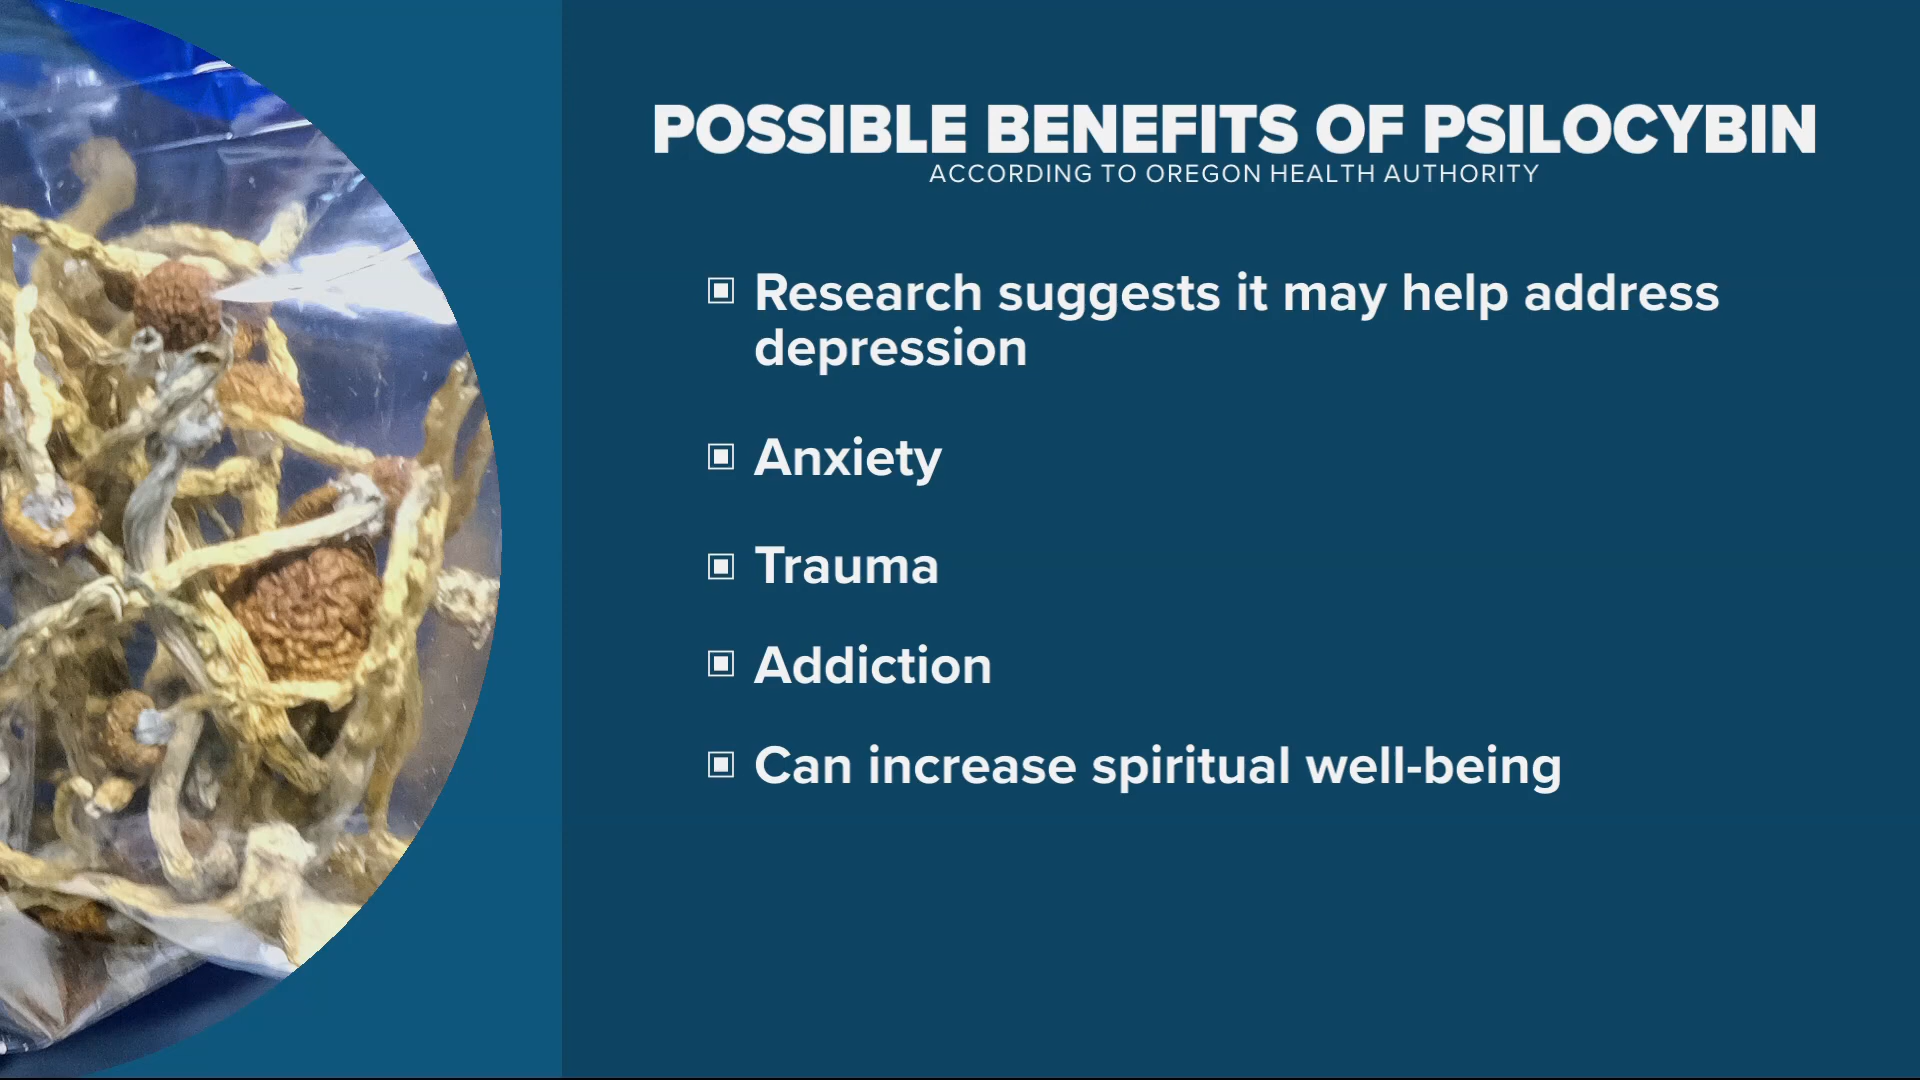 POSSIBLE BENEFITS OF PSILOCYBIN
ACCORDING TO OREGON HEALTH AUTHORITY
Research suggests it may help address
depression
Anxiety
Trauma
Addiction
Can increase spiritual well-being